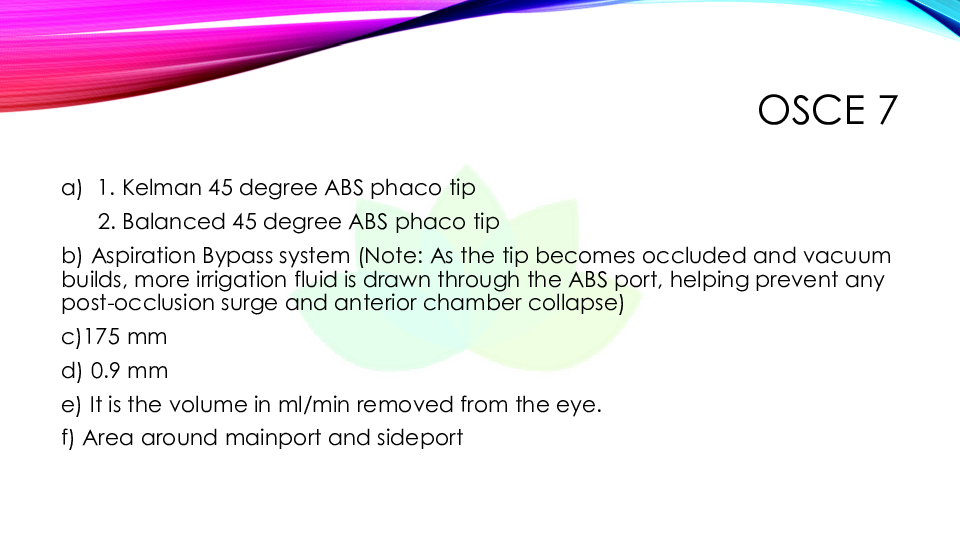 OSCE 7
a) 1. Kelman 45 degree ABS phaco tip
2. Balanced 45 degree ABS phaco tip
b) Aspiration Bypass system (Note: As the tip becomes occluded and vacuum
builds, more irrigation fluid is drawn through the ABS port, helping prevent any
post-occlusion surge and anterior chamber collapse)
c)175 mm
d) 0.9 mm
e) It is the volume in ml/min removed from the eye.
f) Area around mainport and sideport